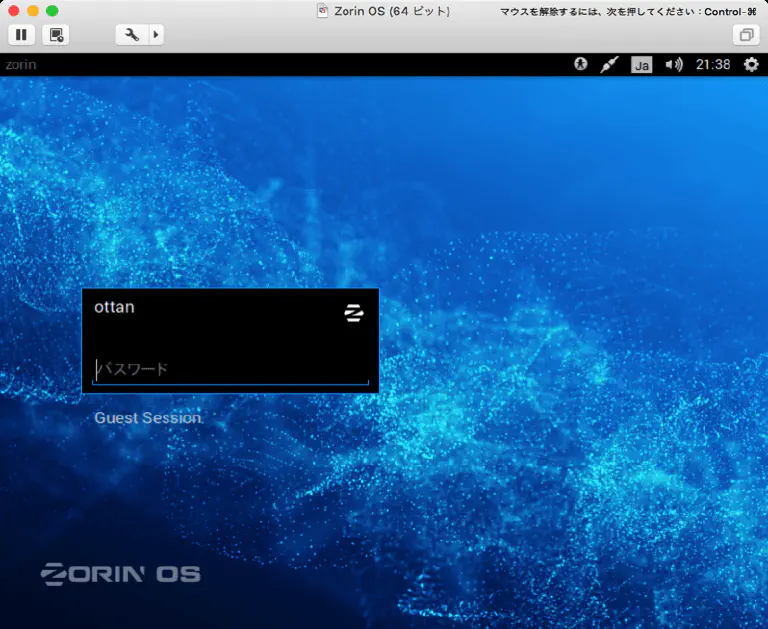 Zorin OS (64 ビット)
マウスを解除するには、次を押してください：Control-⌘
zorin
Ja
21:38
ottan
パスワード
Guest Session
ZORIN OS